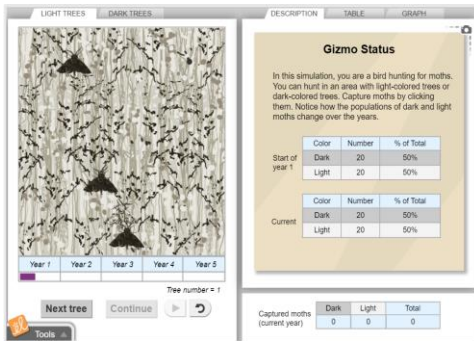 LIGHT TREES DARK TREES
Year 1 Year 2 Year 3 Year 4 Year 5
Tree number = 1
Next tree Continue
Tools
DESCRIPTION TABLE GRAPH
Gizmo Status
In this simulation, you are a bird hunting for moths.
You can hunt in an area with light-colored trees or
dark-colored trees. Capture moths by clicking
them. Notice how the populations of dark and light
moths change over the years.
Start of
year 1
Color Number % of Total
Dark 20 50%
Light 20 50%
Current
Color Number % of Total
Dark 20 50%
Light 20 50%
Captured moths
(current year)
Dark Light Total
0 0 0